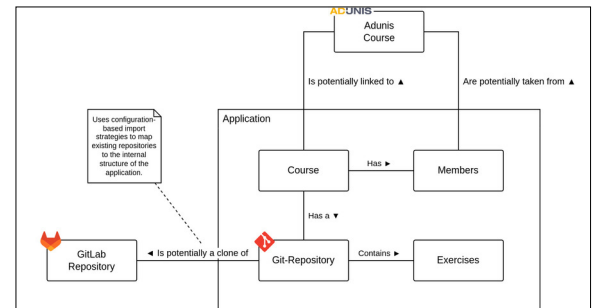 ADUNIS
Adunis
Course
Is potentially linked to ▲
Are potentially taken from ▲
Uses configuration-
based import
strategies to map
existing repositories
to the internal
structure of the
application.
Application
Course
Has ►
Members
Has a ▼
GitLab
Repository
◄ Is potentially a clone of
Git-Repository
Contains ►
Exercises